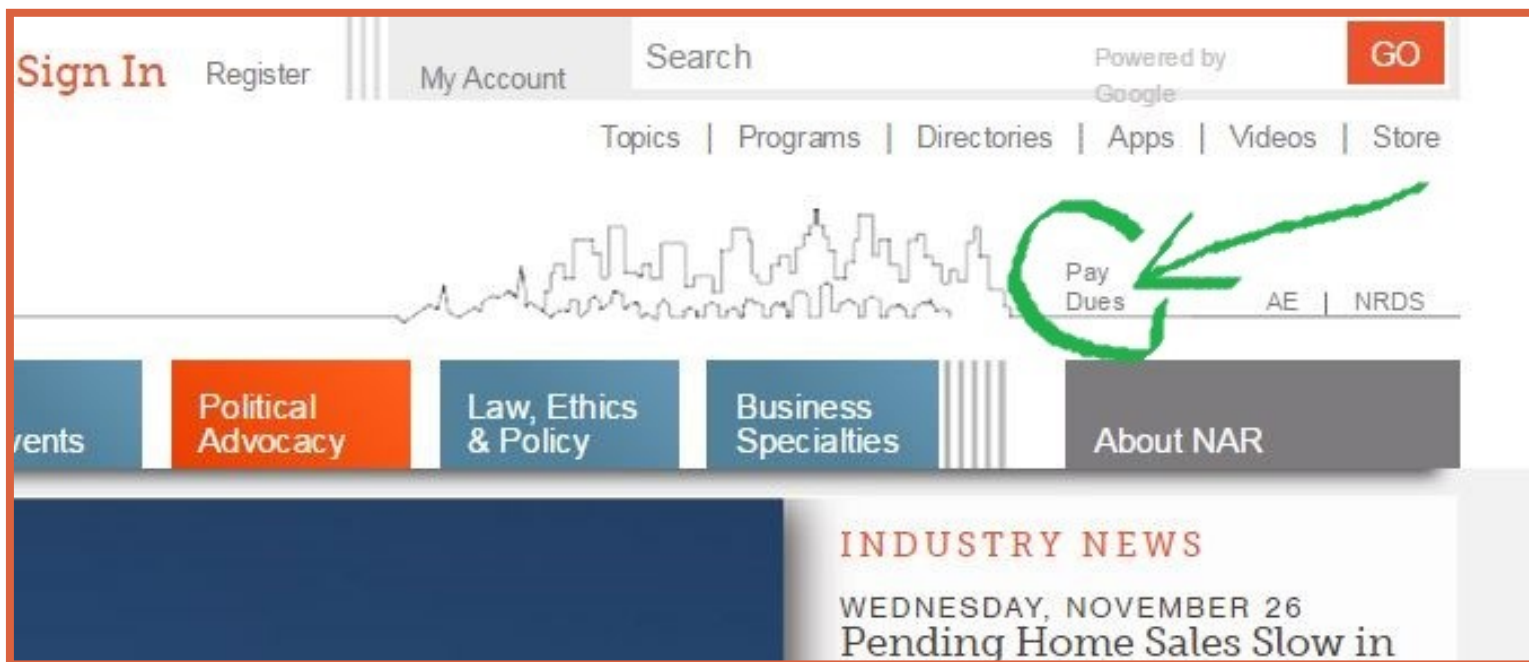 Sign In Register My Account Search Powered by Google GO
Topics | Programs | Directories | Apps | Videos | Store
Pay
Dues
AE | NRDS
Political
Advocacy
Law, Ethics
& Policy
Business
Specialties
About NAR
INDUSTRY NEWS
WEDNESDAY, NOVEMBER 26
Pending Home Sales Slow in